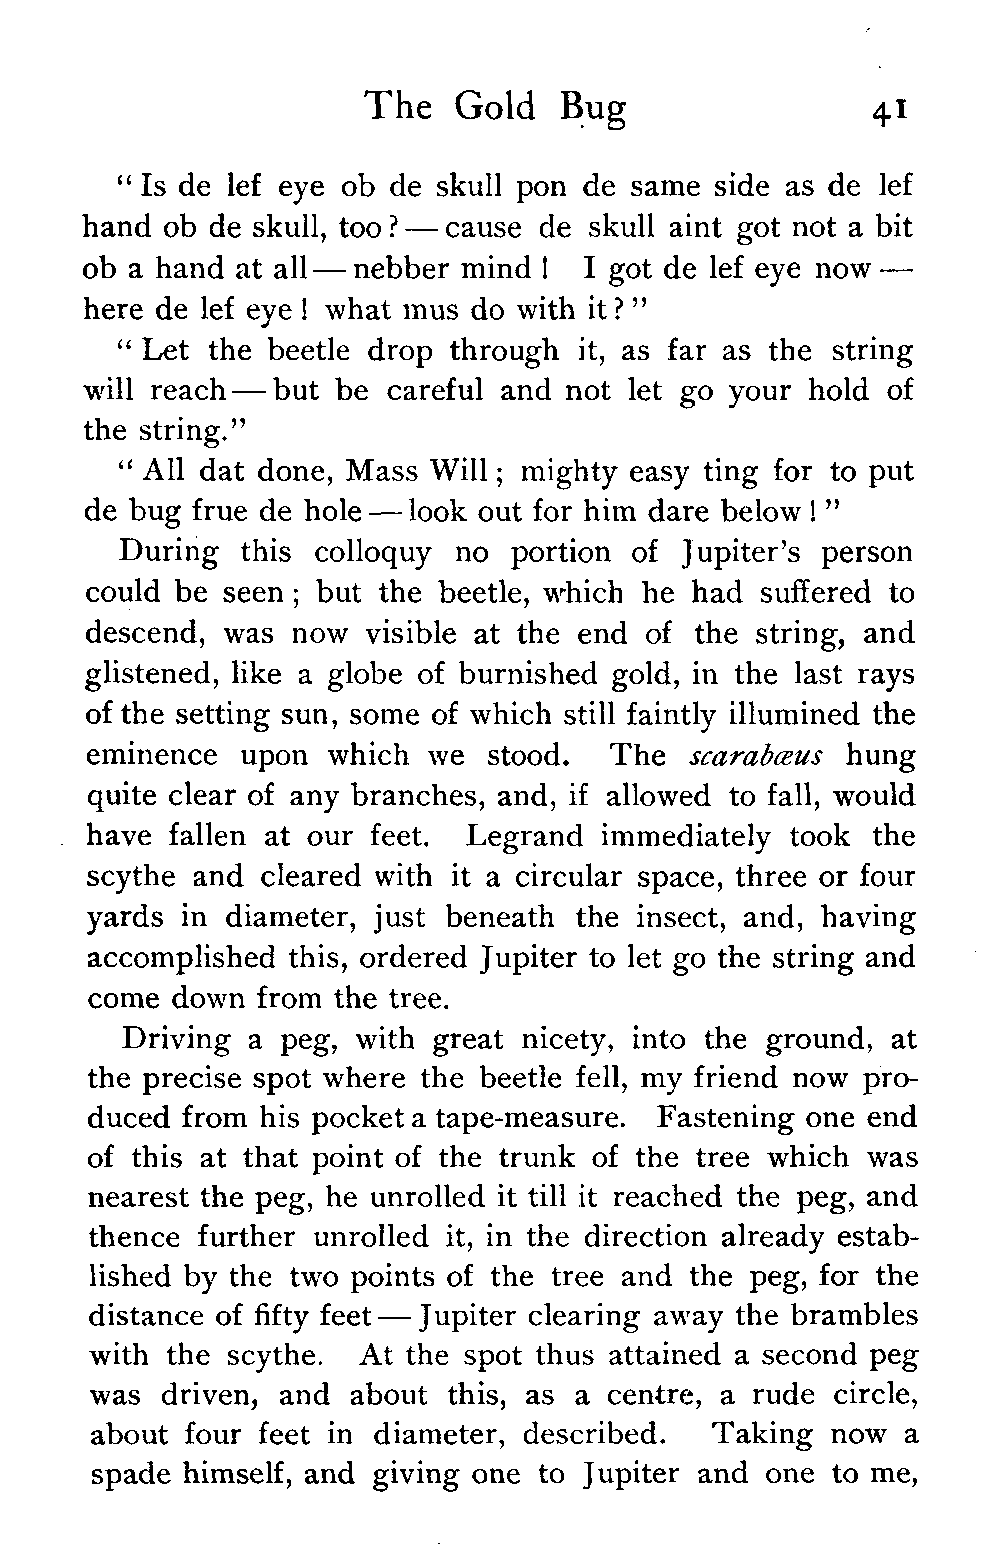 The Gold Bug 41
“Is de lef eye ob de skull pon de same side as de lef
hand ob de skull, too?—cause de skull aint got not a bit
ob a hand at all—nebber mind! I got de lef eye now—
here de lef eye! what mus do with it?”
“Let the beetle drop through it, as far as the string
will reach—but be careful and not let go your hold of
the string.”
“All dat done, Mass Will; mighty easy ting for to put
de bug frue de hole—look out for him dare below!”
During this colloquy no portion of Jupiter’s person
could be seen; but the beetle, which he had suffered to
descend, was now visible at the end of the string, and
glistened, like a globe of burnished gold, in the last rays
of the setting sun, some of which still faintly illumined the
eminence upon which we stood. The scarabæus hung
quite clear of any branches, and, if allowed to fall, would
have fallen at our feet. Legrand immediately took the
scythe and cleared with it a circular space, three or four
yards in diameter, just beneath the insect, and, having
accomplished this, ordered Jupiter to let go the string and
come down from the tree.
Driving a peg, with great nicety, into the ground, at
the precise spot where the beetle fell, my friend now pro-
duced from his pocket a tape-measure. Fastening one end
of this at that point of the trunk of the tree which was
nearest the peg, he unrolled it till it reached the peg, and
thence further unrolled it, in the direction already estab-
lished by the two points of the tree and the peg, for the
distance of fifty feet—Jupiter clearing away the brambles
with the scythe. At the spot thus attained a second peg
was driven, and about this, as a centre, a rude circle,
about four feet in diameter, described. Taking now a
spade himself, and giving one to Jupiter and one to me,